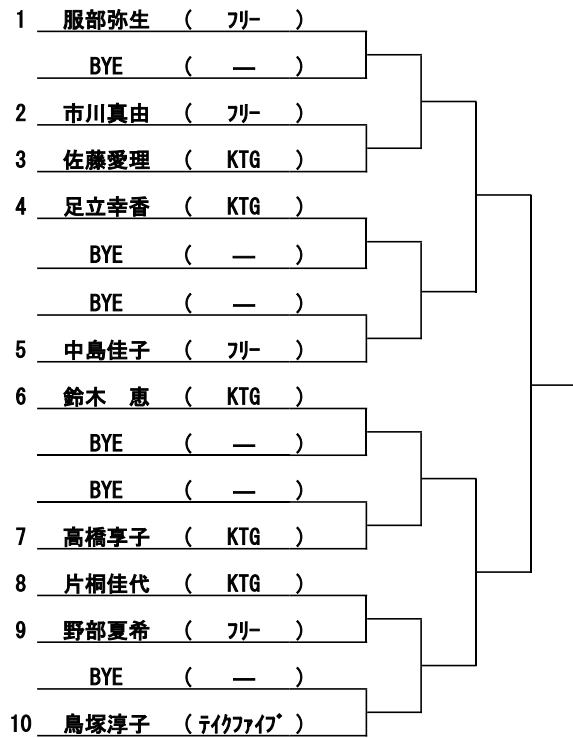 1 服部弥生 ( ﾌﾘｰ )
BYE ( ― )
2 市川真由 ( ﾌﾘｰ )
3 佐藤愛理 ( KTG )
4 足立幸香 ( KTG )
BYE ( ― )
BYE ( ― )
5 中島佳子 ( ﾌﾘｰ )
6 鈴木　恵 ( KTG )
BYE ( ― )
BYE ( ― )
7 高橋享子 ( KTG )
8 片桐佳代 ( KTG )
9 野部夏希 ( ﾌﾘｰ )
BYE ( ― )
10 鳥塚淳子 ( ﾃｲｸﾌｧｲﾌﾞ )